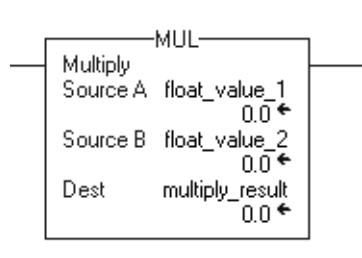 MUL
Multiply
Source A float_value_1
0.0
Source B float_value_2
0.0
Dest multiply_result
0.0